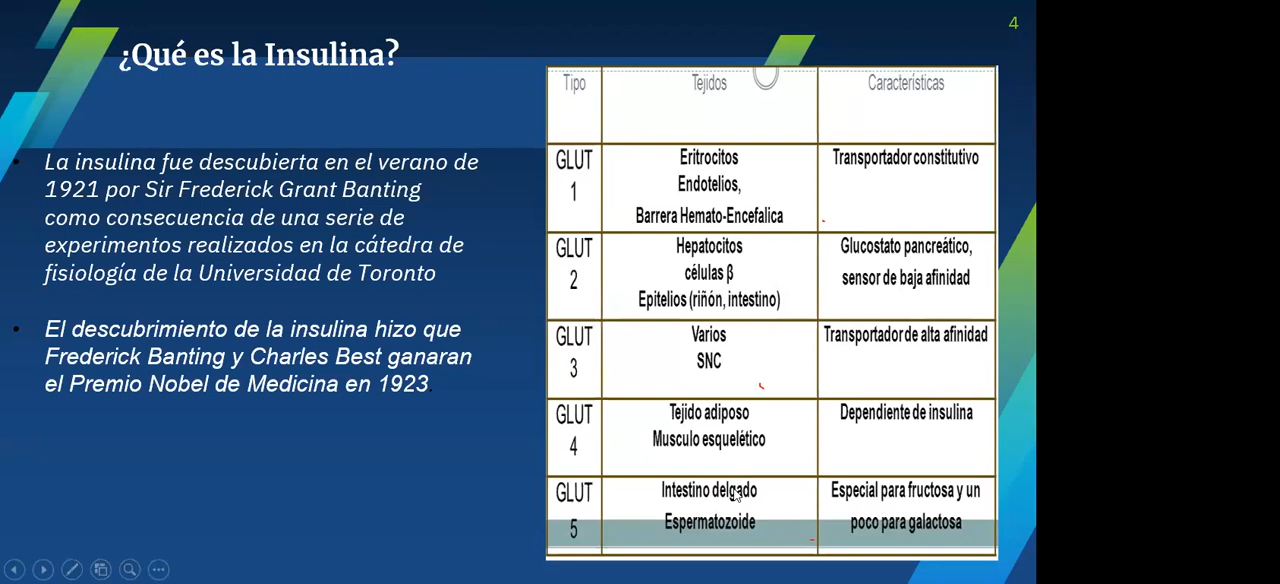 4
¿Qué es la Insulina?
La insulina fue descubierta en el verano de
1921 por Sir Frederick Grant Banting
como consecuencia de una serie de
experimentos realizados en la cátedra de
fisiología de la Universidad de Toronto
El descubrimiento de la insulina hizo que
Frederick Banting y Charles Best ganaran
el Premio Nobel de Medicina en 1923.
Tipo Tejidos Características
GLUT 1
Eritrocitos
Endotelios,
Barrera Hemato-Encefalica
Transportador constitutivo
GLUT 2
Hepatocitos
células β
Epitelios (riñón, intestino)
Glucostato pancreático,
sensor de baja afinidad
GLUT 3
Varios
SNC
Transportador de alta afinidad
GLUT 4
Tejido adiposo
Musculo esquelético
Dependiente de insulina
GLUT 5
Intestino delgado
Espermatozoide
Especial para fructosa y un
poco para galactosa